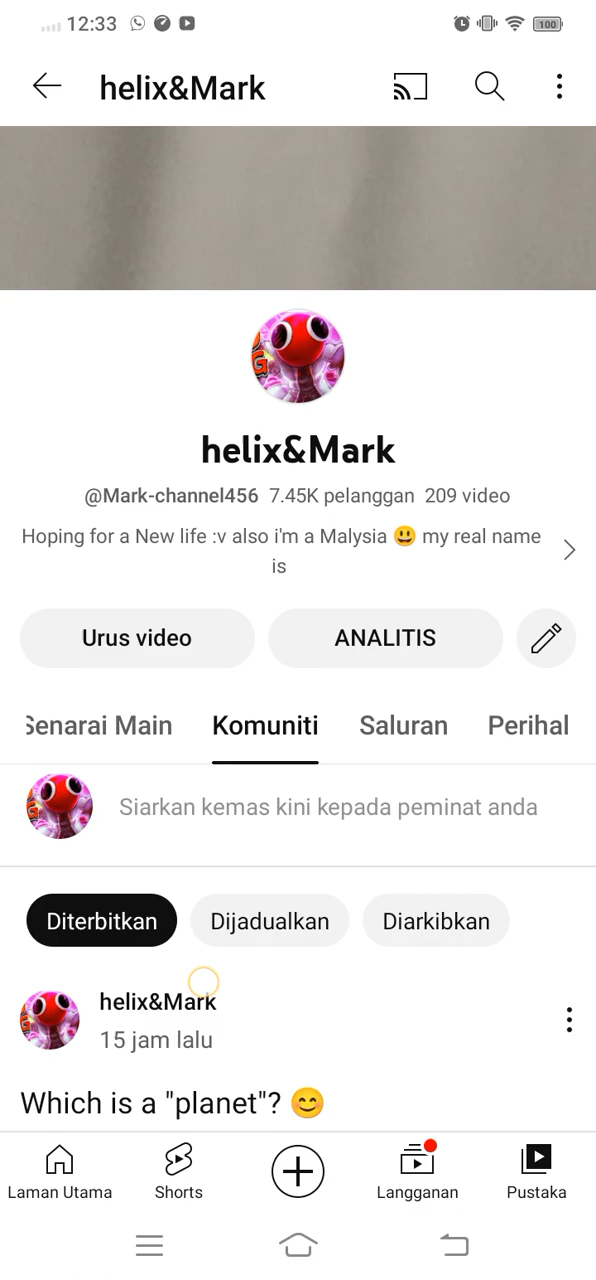 12:33
100
helix&Mark
G
helix&Mark
@Mark-channel456 7.45K pelanggan 209 video
Hoping for a New life :v also i'm a Malysia 😃 my real name
is
Urus video
ANALITIS
Senarai Main Komuniti Saluran Perihal
Siarkan kemas kini kepada peminat anda
Diterbitkan Dijadualkan Diarkibkan
helix&Mark
15 jam lalu
Which is a "planet"? 😊
Laman Utama Shorts Langganan Pustaka